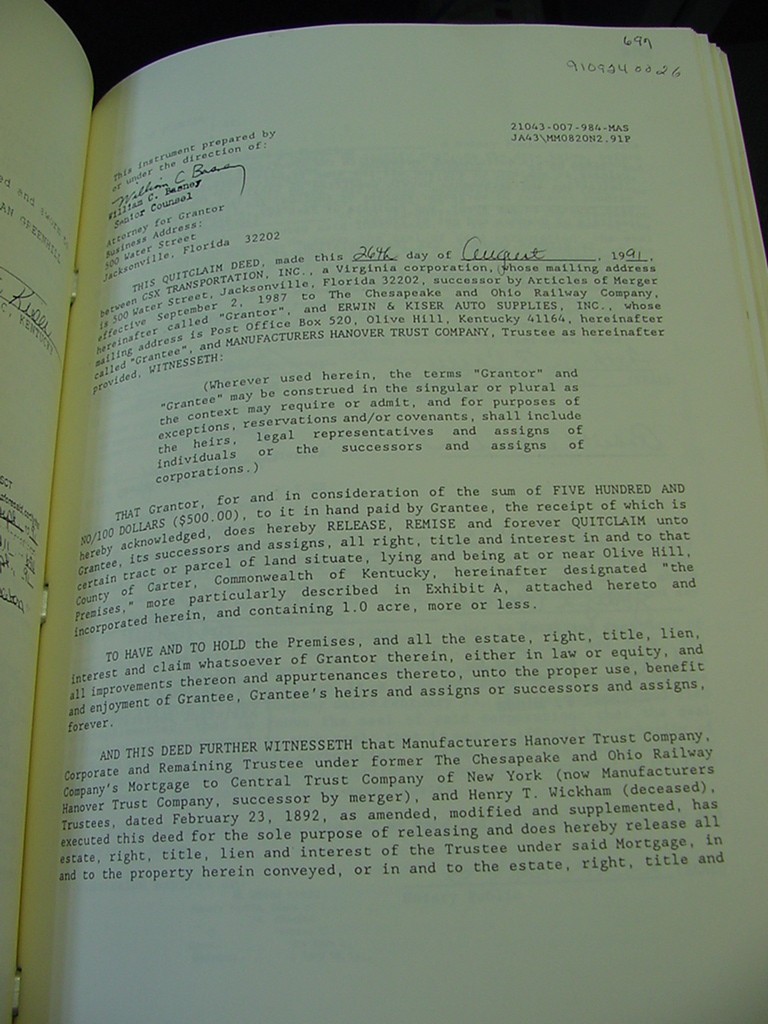 697
910924 00 26
21043-007-984-MAS
JA43\MM0820N2.91P
This instrument prepared by
or under the direction of:
William C Basney
William C. Basney
Senior Counsel
Attorney for Grantor
Business Address:
500 Water Street
Jacksonville, Florida 32202
THIS QUITCLAIM DEED, made this 26th day of August, 1991,
between CSX TRANSPORTATION, INC., a Virginia corporation, whose mailing address
is 500 Water Street, Jacksonville, Florida 32202, successor by Articles of Merger
effective September 2, 1987 to The Chesapeake and Ohio Railway Company,
hereinafter called "Grantor", and ERWIN & KISER AUTO SUPPLIES, INC., whose
mailing address is Post Office Box 520, Olive Hill, Kentucky 41164, hereinafter
called "Grantee", and MANUFACTURERS HANOVER TRUST COMPANY, Trustee as hereinafter
provided, WITNESSETH:
(Wherever used herein, the terms "Grantor" and
"Grantee" may be construed in the singular or plural as
the context may require or admit, and for purposes of
exceptions, reservations and/or covenants, shall include
the heirs, legal representatives and assigns of
individuals or the successors and assigns of
corporations.)
THAT Grantor, for and in consideration of the sum of FIVE HUNDRED AND
NO/100 DOLLARS ($500.00), to it in hand paid by Grantee, the receipt of which is
hereby acknowledged, does hereby RELEASE, REMISE and forever QUITCLAIM unto
Grantee, its successors and assigns, all right, title and interest in and to that
certain tract or parcel of land situate, lying and being at or near Olive Hill,
County of Carter, Commonwealth of Kentucky, hereinafter designated "the
Premises," more particularly described in Exhibit A, attached hereto and
incorporated herein, and containing 1.0 acre, more or less.
TO HAVE AND TO HOLD the Premises, and all the estate, right, title, lien,
interest and claim whatsoever of Grantor therein, either in law or equity, and
all improvements thereon and appurtenances thereto, unto the proper use, benefit
and enjoyment of Grantee, Grantee's heirs and assigns or successors and assigns,
forever.
AND THIS DEED FURTHER WITNESSETH that Manufacturers Hanover Trust Company,
Corporate and Remaining Trustee under former The Chesapeake and Ohio Railway
Company's Mortgage to Central Trust Company of New York (now Manufacturers
Hanover Trust Company, successor by merger), and Henry T. Wickham (deceased),
Trustees, dated February 23, 1892, as amended, modified and supplemented, has
executed this deed for the sole purpose of releasing and does hereby release all
estate, right, title, lien and interest of the Trustee under said Mortgage, in
and to the property herein conveyed, or in and to the estate, right, title and